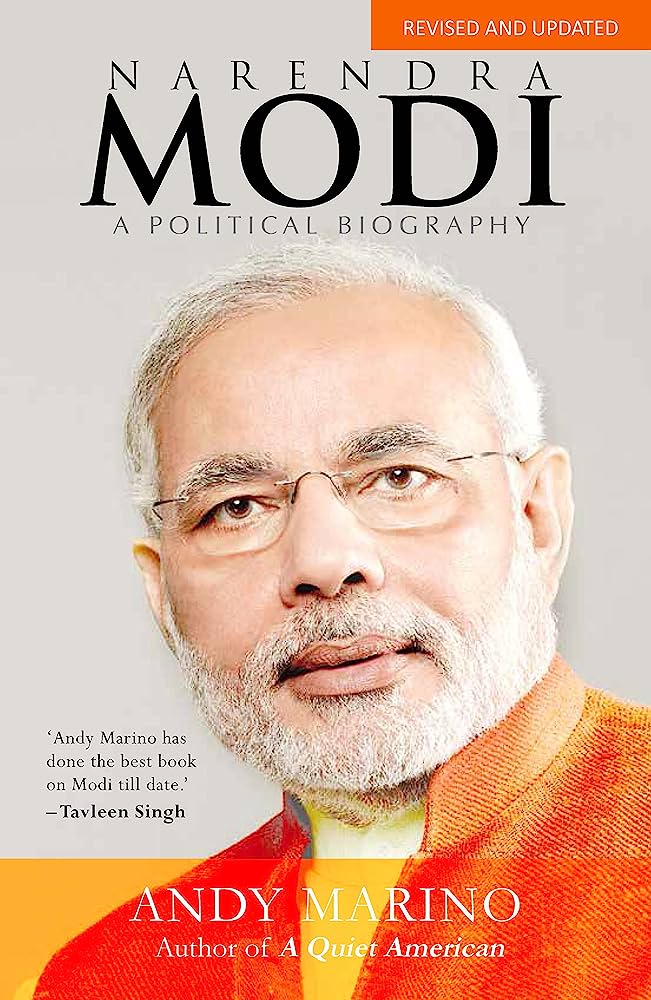 REVISED AND UPDATED
NARENDRA
MODI
A POLITICAL BIOGRAPHY
‘Andy Marino has
done the best book
on Modi till date.’
–Tavleen Singh
ANDY MARINO
Author of A Quiet American